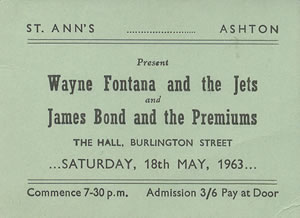 ST. ANN'S .................... ASHTON
Present
Wayne Fontana and the Jets
and
James Bond and the Premiums
THE HALL, BURLINGTON STREET
...SATURDAY, 18th MAY, 1963...
Commence 7-30 p.m. Admission 3/6 Pay at Door